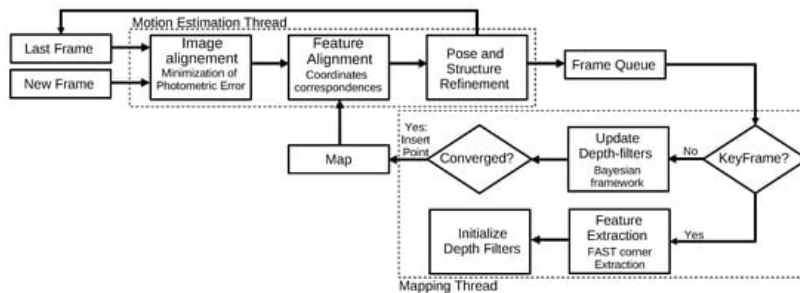 Motion Estimation Thread
Last Frame
New Frame
Image
alignement
Minimization of
Photometric Error
Feature
Alignment
Coordinates
correspondences
Pose and
Structure
Refinement
Frame Queue
KeyFrame?
No
Update
Depth-filters
Bayesian
framework
Converged?
Yes:
Insert
Point
Map
Yes
Feature
Extraction
FAST corner
Extraction
Initialize
Depth Filters
Mapping Thread